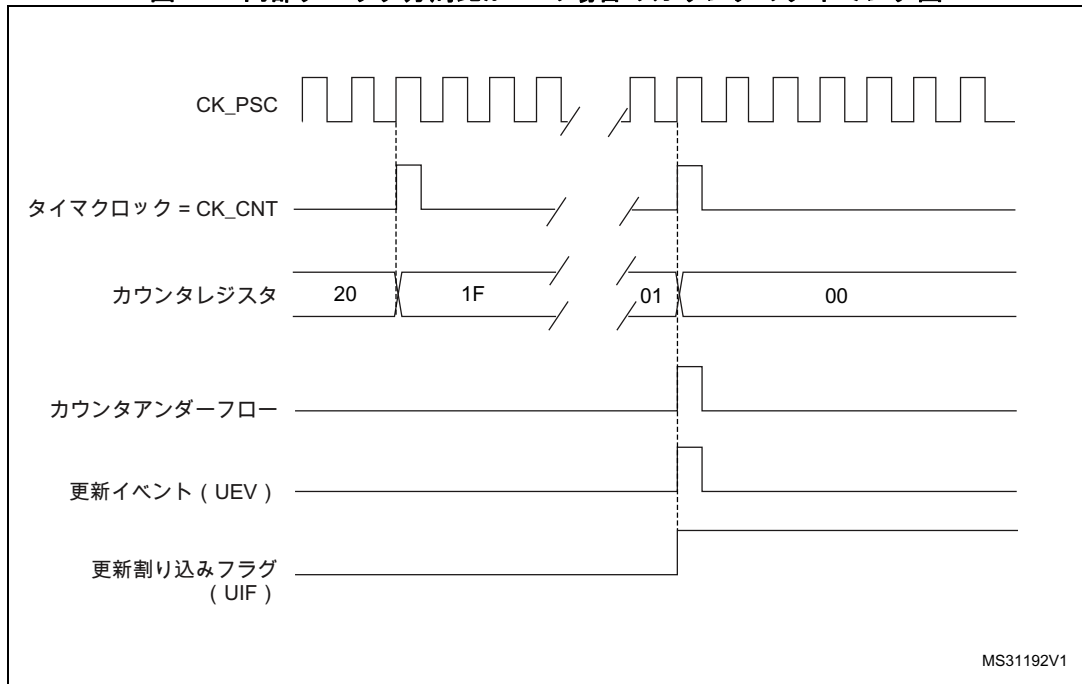 CK_PSC
タイマクロック = CK_CNT
カウンタレジスタ
20
1F
01
00
カウンタアンダーフロー
更新イベント ( UEV )
更新割り込みフラグ
( UIF )
MS31192V1